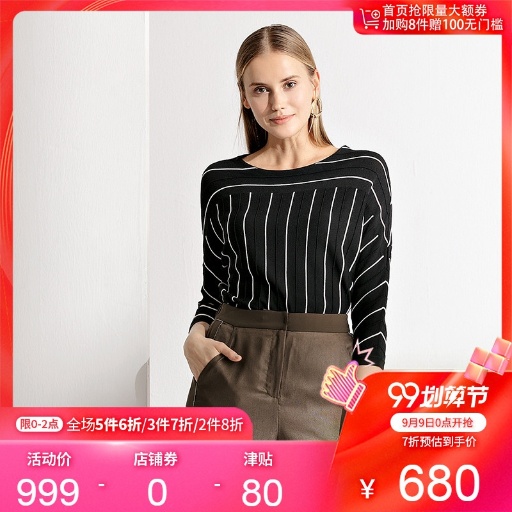 首页抢限量大额券
加购8件赠100无门槛
限0-2点 全场5件6折/3件7折/2件8折
99划算节
9月9日0点开抢
7折预估到手价
活动价 店铺券 津贴
999 - 0 - 80
¥ 680